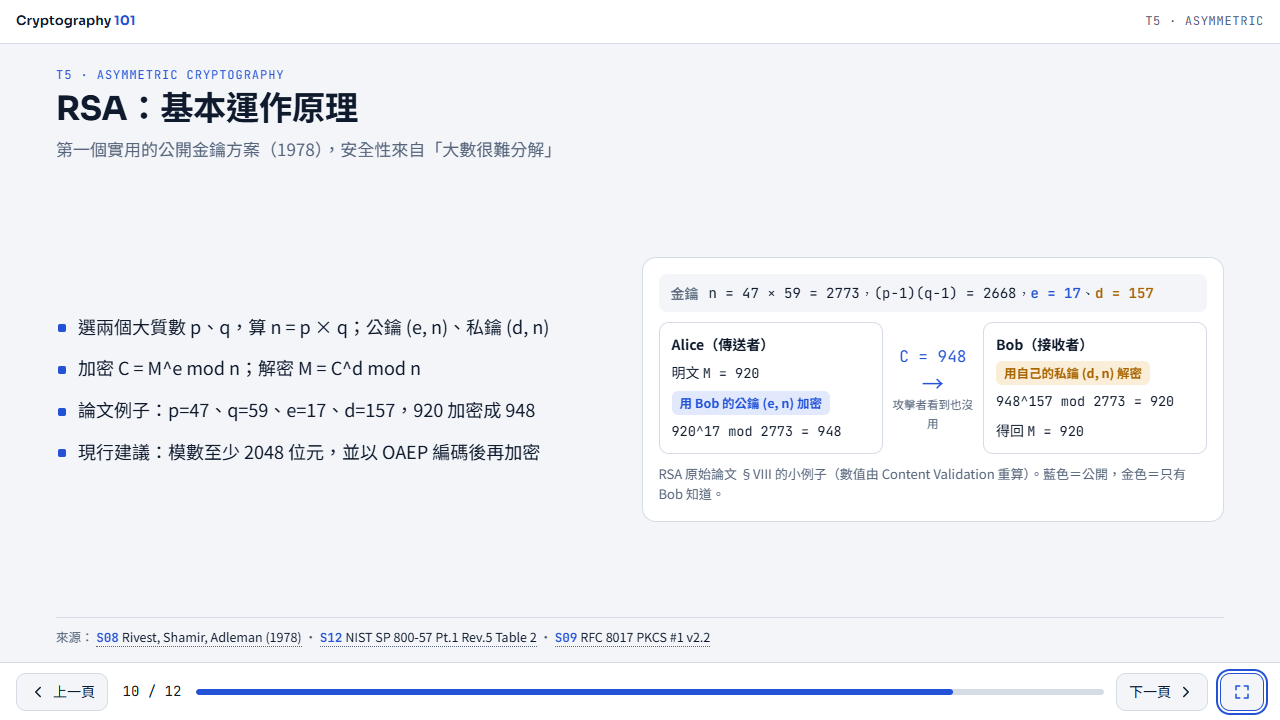 Cryptography 101
T5 · ASYMMETRIC
T5 · ASYMMETRIC CRYPTOGRAPHY
RSA：基本運作原理
第一個實用的公開金鑰方案（1978），安全性來自「大數很難分解」
選兩個大質數 p、q，算 n = p × q；公鑰 (e, n)、私鑰 (d, n)
加密 C = M^e mod n；解密 M = C^d mod n
論文例子：p=47、q=59、e=17、d=157，920 加密成 948
現行建議：模數至少 2048 位元，並以 OAEP 編碼後再加密
金鑰 n = 47 × 59 = 2773，(p-1)(q-1) = 2668，e = 17、d = 157
Alice（傳送者）
明文 M = 920
用 Bob 的公鑰 (e, n) 加密
920^17 mod 2773 = 948
C = 948
→
攻擊者看到也沒
用
Bob（接收者）
用自己的私鑰 (d, n) 解密
948^157 mod 2773 = 920
得回 M = 920
RSA 原始論文 §VIII 的小例子（數值由 Content Validation 重算）。藍色＝公開，金色＝只有
Bob 知道。
來源： S08 Rivest, Shamir, Adleman (1978) · S12 NIST SP 800-57 Pt.1 Rev.5 Table 2 · S09 RFC 8017 PKCS #1 v2.2
上一頁
10 / 12
下一頁